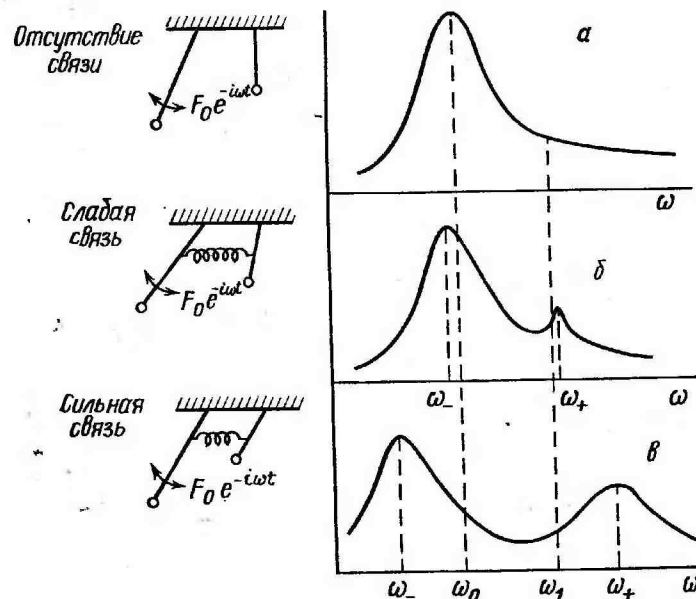 Отсутствие
связи
F₀e^{-iωt}
а
ω
Слабая
связь
F₀e^{-iωt}
б
ω₋
ω₊
ω
Сильная
связь
F₀e^{-iωt}
в
ω₋
ω₀
ω₁
ω₊
ω